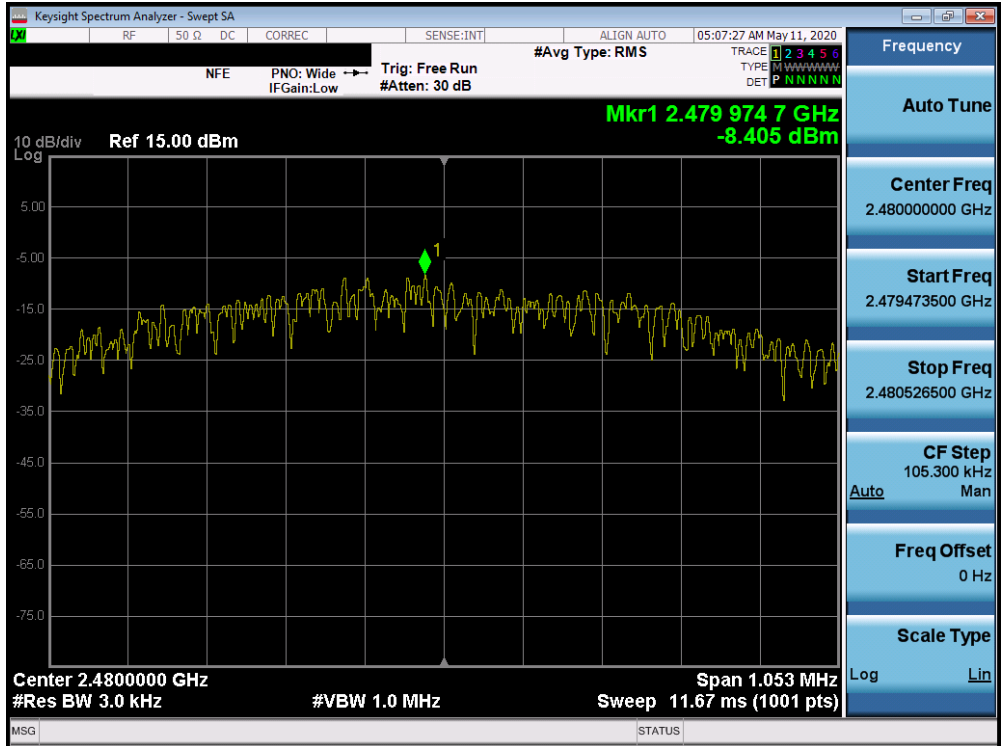 Keysight Spectrum Analyzer - Swept SA
LXI RF 50 Ω DC CORREC SENSE:INT ALIGN AUTO 05:07:27 AM May 11, 2020
NFE PNO: Wide Trig: Free Run #Avg Type: RMS TRACE 1 2 3 4 5 6
IFGain:Low #Atten: 30 dB TYPE M WWWWW
DET P N N N N N
Mkr1 2.479 974 7 GHz
-8.405 dBm
10 dB/div Ref 15.00 dBm
Log
5.00
-5.00
1
-15.0
-25.0
-35.0
-45.0
-55.0
-65.0
-75.0
Center 2.4800000 GHz Span 1.053 MHz
#Res BW 3.0 kHz #VBW 1.0 MHz Sweep 11.67 ms (1001 pts)
MSG STATUS
Frequency
Auto Tune
Center Freq
2.480000000 GHz
Start Freq
2.479473500 GHz
Stop Freq
2.480526500 GHz
CF Step
105.300 kHz
Auto Man
Freq Offset
0 Hz
Scale Type
Log Lin